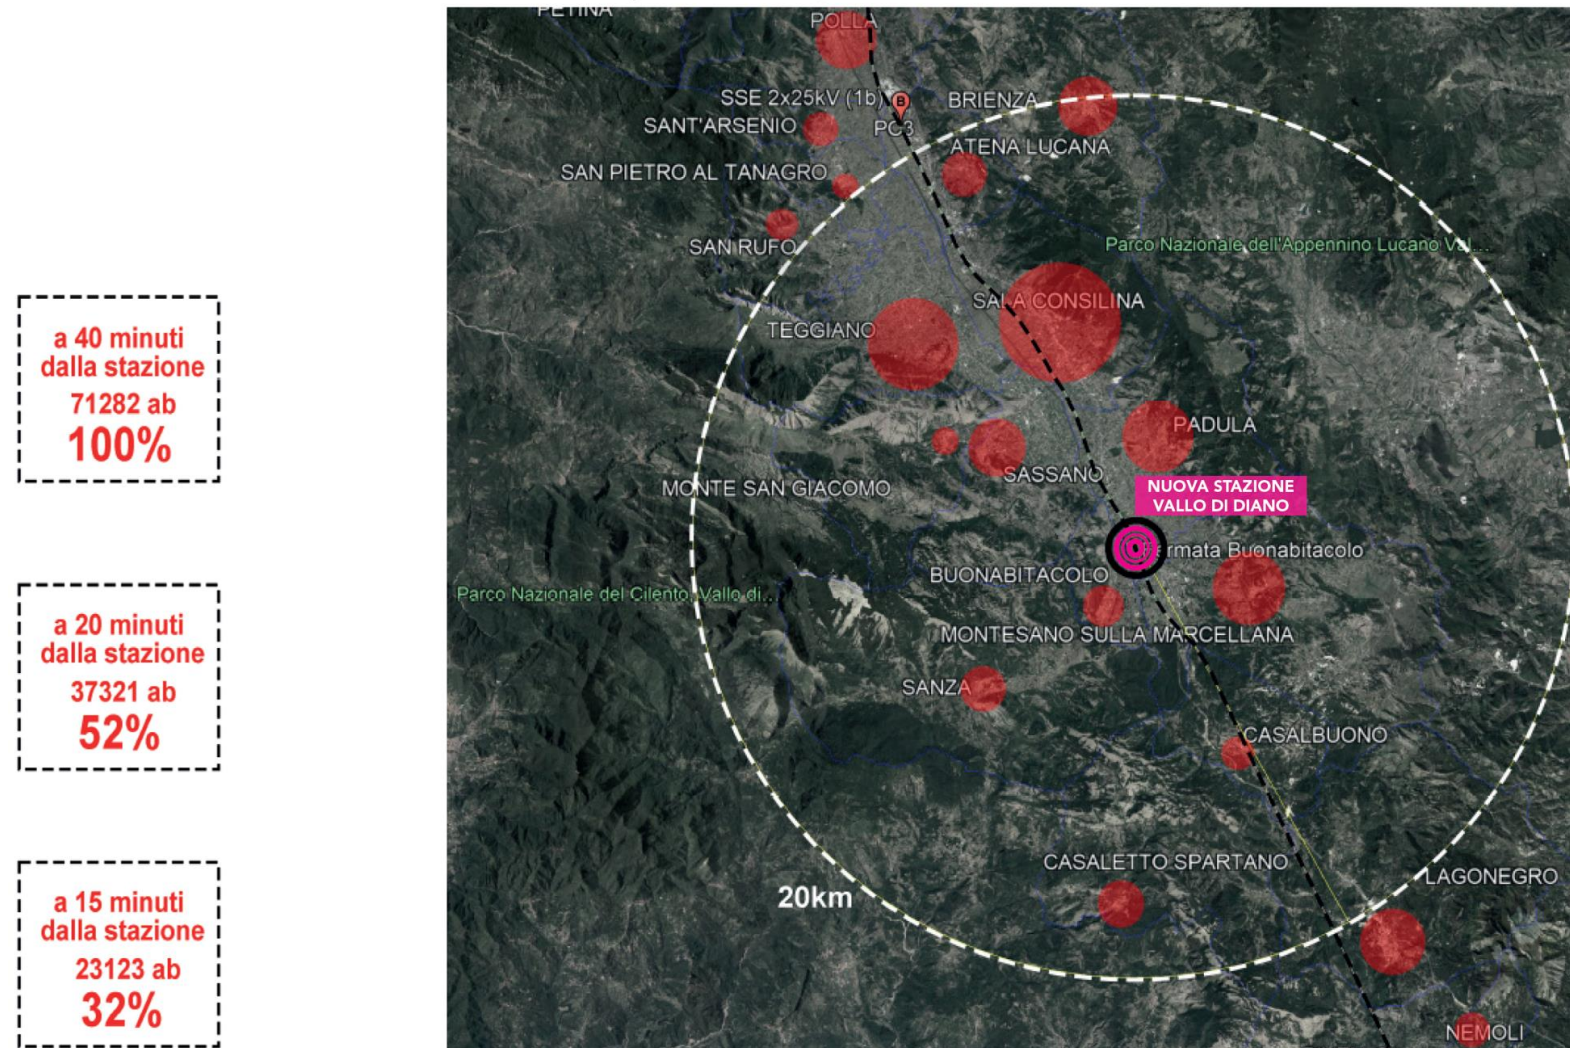 a 40 minuti
dalla stazione
71282 ab
100%
a 20 minuti
dalla stazione
37321 ab
52%
a 15 minuti
dalla stazione
23123 ab
32%
PETINA
POLLA
SSE 2x25kV (1b)
B
BRIENZA
SANT'ARSENIO
PC3
ATENA LUCANA
SAN PIETRO AL TANAGRO
SAN RUFO
Parco Nazionale dell'Appennino Lucano Val...
SALA CONSILINA
TEGGIANO
PADULA
SASSANO
MONTE SAN GIACOMO
NUOVA STAZIONE
VALLO DI DIANO
Fermata Buonabitacolo
BUONABITACOLO
Parco Nazionale del Cilento, Vallo di...
MONTESANO SULLA MARCELLANA
SANZA
CASALBUONO
CASALETTO SPARTANO
LAGONEGRO
20km
NEMOLI